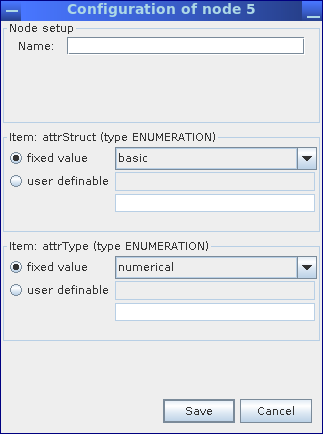 Configuration of node 5
Node setup
Name:
Item: attrStruct (type ENUMERATION)
fixed value basic
user definable
Item: attrType (type ENUMERATION)
fixed value numerical
user definable
Save Cancel